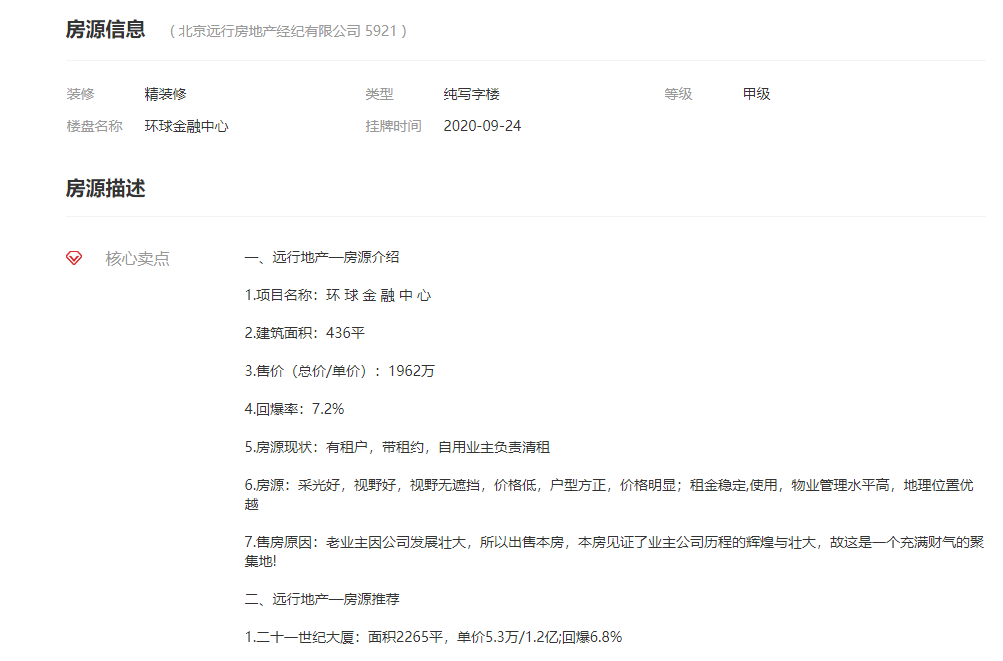 房源信息 （北京远行房地产经纪有限公司 5921）
装修 精装修 类型 纯写字楼 等级 甲级
楼盘名称 环球金融中心 挂牌时间 2020-09-24
房源描述
核心卖点 一、远行地产—房源介绍
1.项目名称：环 球 金 融 中 心
2.建筑面积：436平
3.售价（总价/单价）：1962万
4.回爆率：7.2%
5.房源现状：有租户，带租约，自用业主负责清租
6.房源：采光好，视野好，视野无遮挡，价格低，户型方正，价格明显；租金稳定,使用，物业管理水平高，地理位置优
越
7.售房原因：老业主因公司发展壮大，所以出售本房，本房见证了业主公司历程的辉煌与壮大，故这是一个充满财气的聚
集地!
二、远行地产—房源推荐
1.二十一世纪大厦：面积2265平，单价5.3万/1.2亿;回爆6.8%